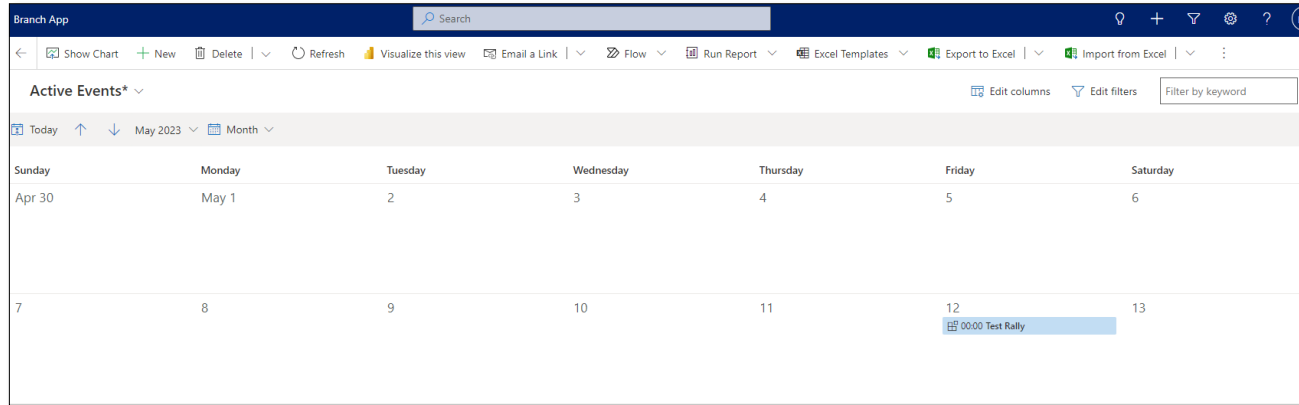 Branch App Search ?
Show Chart New Delete Refresh Visualize this view Email a Link Flow Run Report Excel Templates Export to Excel Import from Excel
Active Events* Edit columns Edit filters Filter by keyword
Today May 2023 Month
Sunday Monday Tuesday Wednesday Thursday Friday Saturday
Apr 30 May 1 2 3 4 5 6
7 8 9 10 11 12 13
00:00 Test Rally